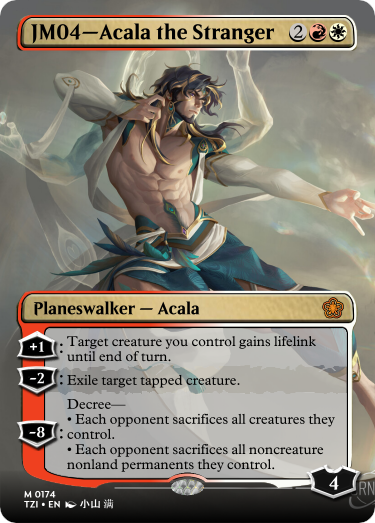 JM04—Acala the Stranger 2
Planeswalker — Acala
+1 : Target creature you control gains lifelink
until end of turn.
-2 : Exile target tapped creature.
Decree—
• Each opponent sacrifices all creatures they
-8 : control.
• Each opponent sacrifices all noncreature
nonland permanents they control.
4
RN
M 0174
TZI • EN 小山 满